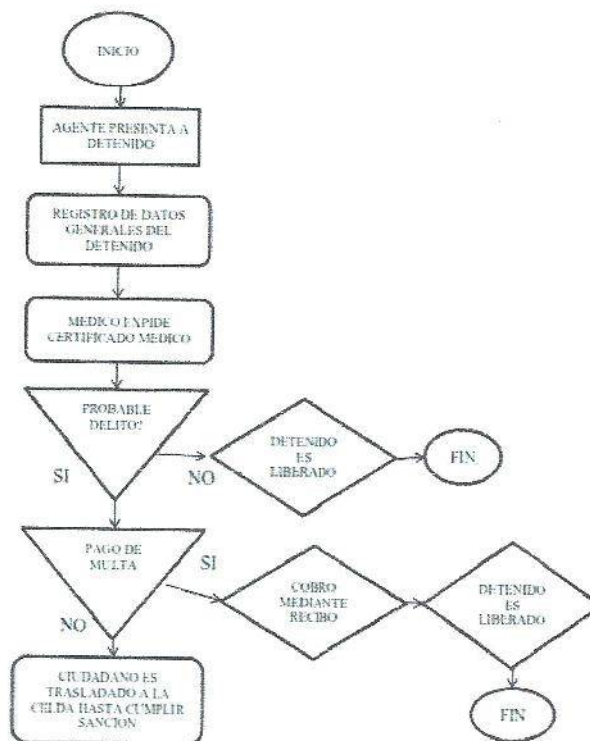 INICIO
AGENTE PRESENTA A
DETENIDO
REGISTRO DE DATOS
GENERALES DEL
DETENIDO
MEDICO EXPIDE
CERTIFICADO MEDICO
PROBABLE
DELITO?
SI
NO
DETENIDO
ES
LIBERADO
FIN
PAGO DE
MULTA
SI
NO
COBRO
MEDIANTE
RECIBO
DETENIDO
ES
LIBERADO
FIN
CIUDADANO ES
TRASLADADO A LA
CELDA HASTA CUMPLIR
SANCION